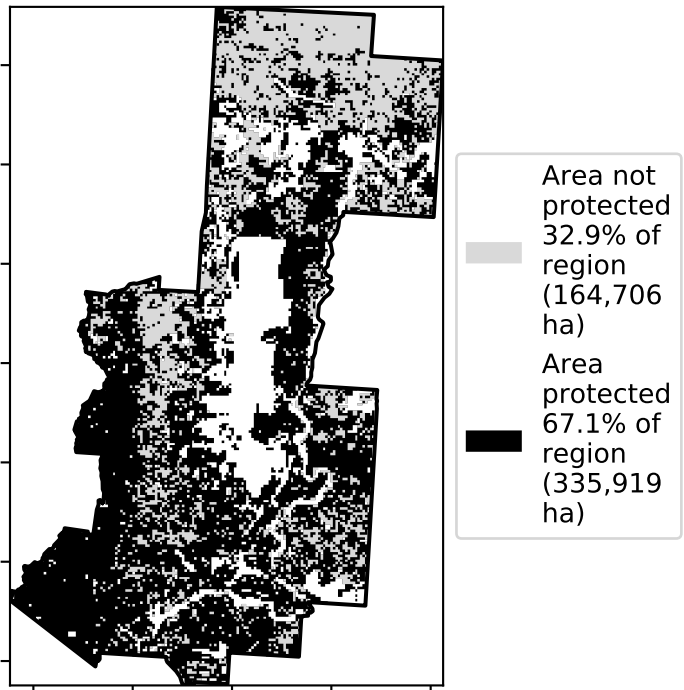 Area not
protected
32.9% of
region
(164,706
ha)
Area
protected
67.1% of
region
(335,919
ha)